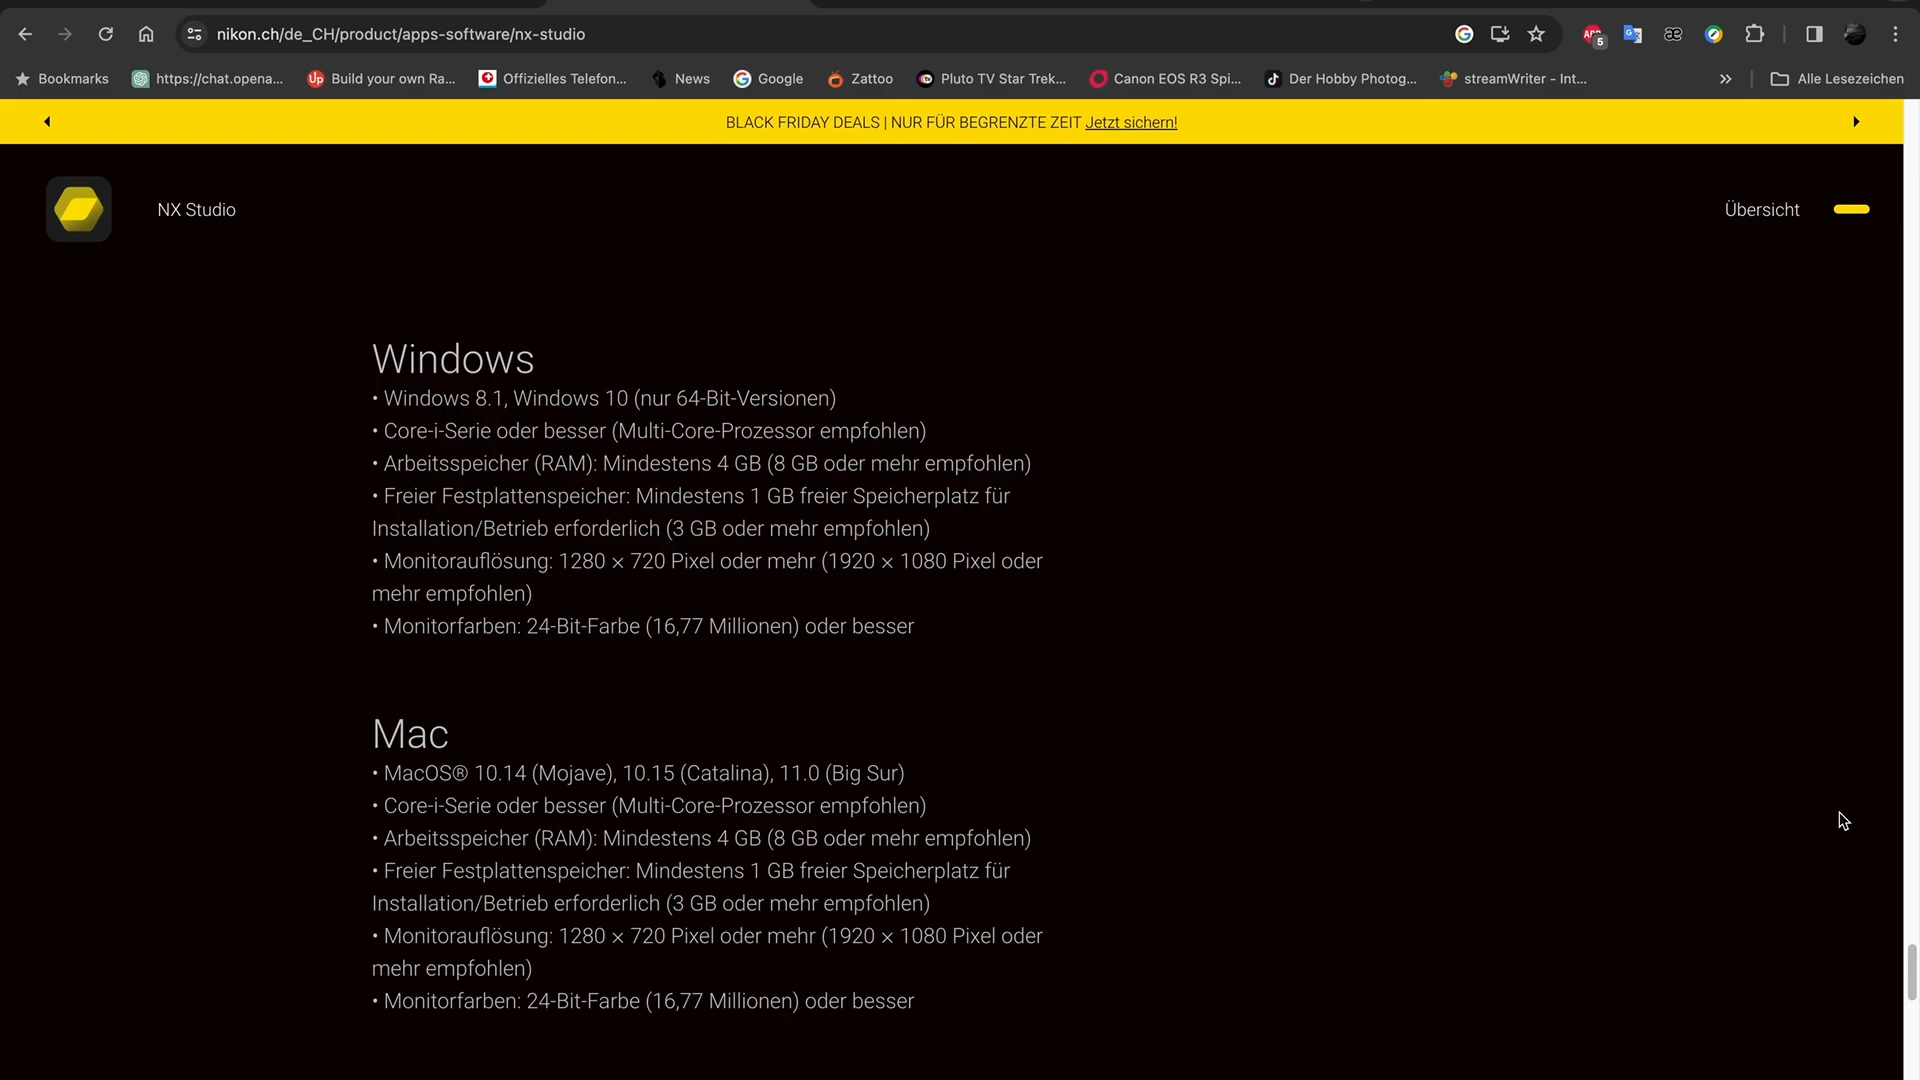 nikon.ch/de_CH/product/apps-software/nx-studio
ABP
5
Bookmarks
https://chat.opena...
Up
Build your own Ra...
Offizielles Telefon...
News
Google
Zattoo
Pluto TV Star Trek...
Canon EOS R3 Spi...
Der Hobby Photog...
streamWriter - Int...
Alle Lesezeichen
BLACK FRIDAY DEALS | NUR FÜR BEGRENZTE ZEIT Jetzt sichern!
NX Studio
Übersicht
Windows
• Windows 8.1, Windows 10 (nur 64-Bit-Versionen)
• Core-i-Serie oder besser (Multi-Core-Prozessor empfohlen)
• Arbeitsspeicher (RAM): Mindestens 4 GB (8 GB oder mehr empfohlen)
• Freier Festplattenspeicher: Mindestens 1 GB freier Speicherplatz für
Installation/Betrieb erforderlich (3 GB oder mehr empfohlen)
• Monitorauflösung: 1280 × 720 Pixel oder mehr (1920 × 1080 Pixel oder
mehr empfohlen)
• Monitorfarben: 24-Bit-Farbe (16,77 Millionen) oder besser
Mac
• MacOS® 10.14 (Mojave), 10.15 (Catalina), 11.0 (Big Sur)
• Core-i-Serie oder besser (Multi-Core-Prozessor empfohlen)
• Arbeitsspeicher (RAM): Mindestens 4 GB (8 GB oder mehr empfohlen)
• Freier Festplattenspeicher: Mindestens 1 GB freier Speicherplatz für
Installation/Betrieb erforderlich (3 GB oder mehr empfohlen)
• Monitorauflösung: 1280 × 720 Pixel oder mehr (1920 × 1080 Pixel oder
mehr empfohlen)
• Monitorfarben: 24-Bit-Farbe (16,77 Millionen) oder besser